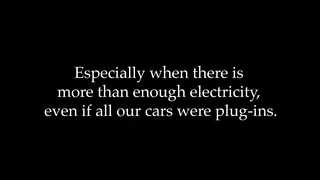 Especially when there is
more than enough electricity,
even if all our cars were plug-ins.